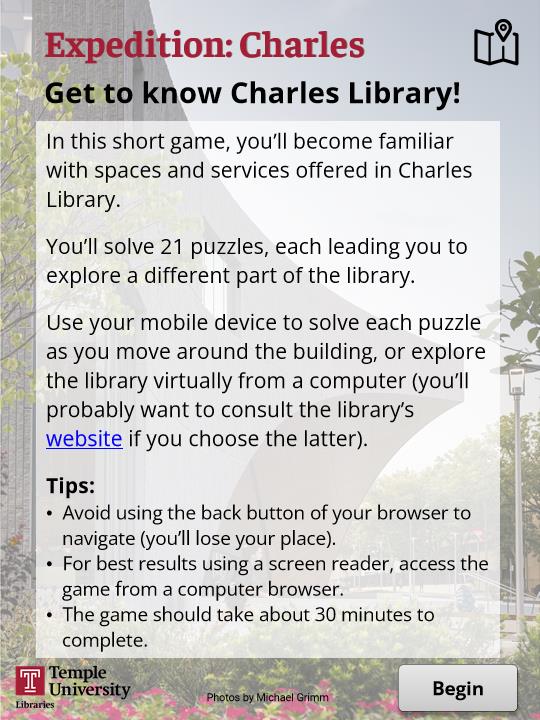 Expedition: Charles
Get to know Charles Library!
In this short game, you’ll become familiar
with spaces and services offered in Charles
Library.
You’ll solve 21 puzzles, each leading you to
explore a different part of the library.
Use your mobile device to solve each puzzle
as you move around the building, or explore
the library virtually from a computer (you’ll
probably want to consult the library’s
website if you choose the latter).
Tips:
• Avoid using the back button of your browser to
navigate (you’ll lose your place).
• For best results using a screen reader, access the
game from a computer browser.
• The game should take about 30 minutes to
complete.
T Temple
University
Libraries
Photos by Michael Grimm
Begin